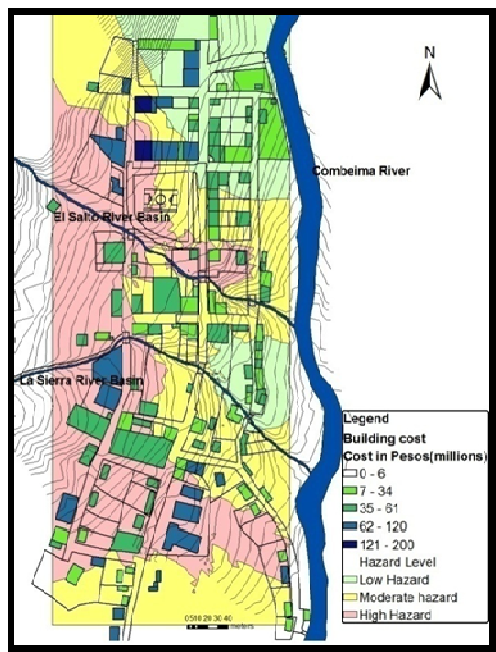 N
Combeima River
El Salto River Basin
La Sierra River Basin
Legend
Building cost
Cost in Pesos(millions)
0 - 6
7 - 34
35 - 61
62 - 120
121 - 200
Hazard Level
Low Hazard
Moderate hazard
High Hazard
meters